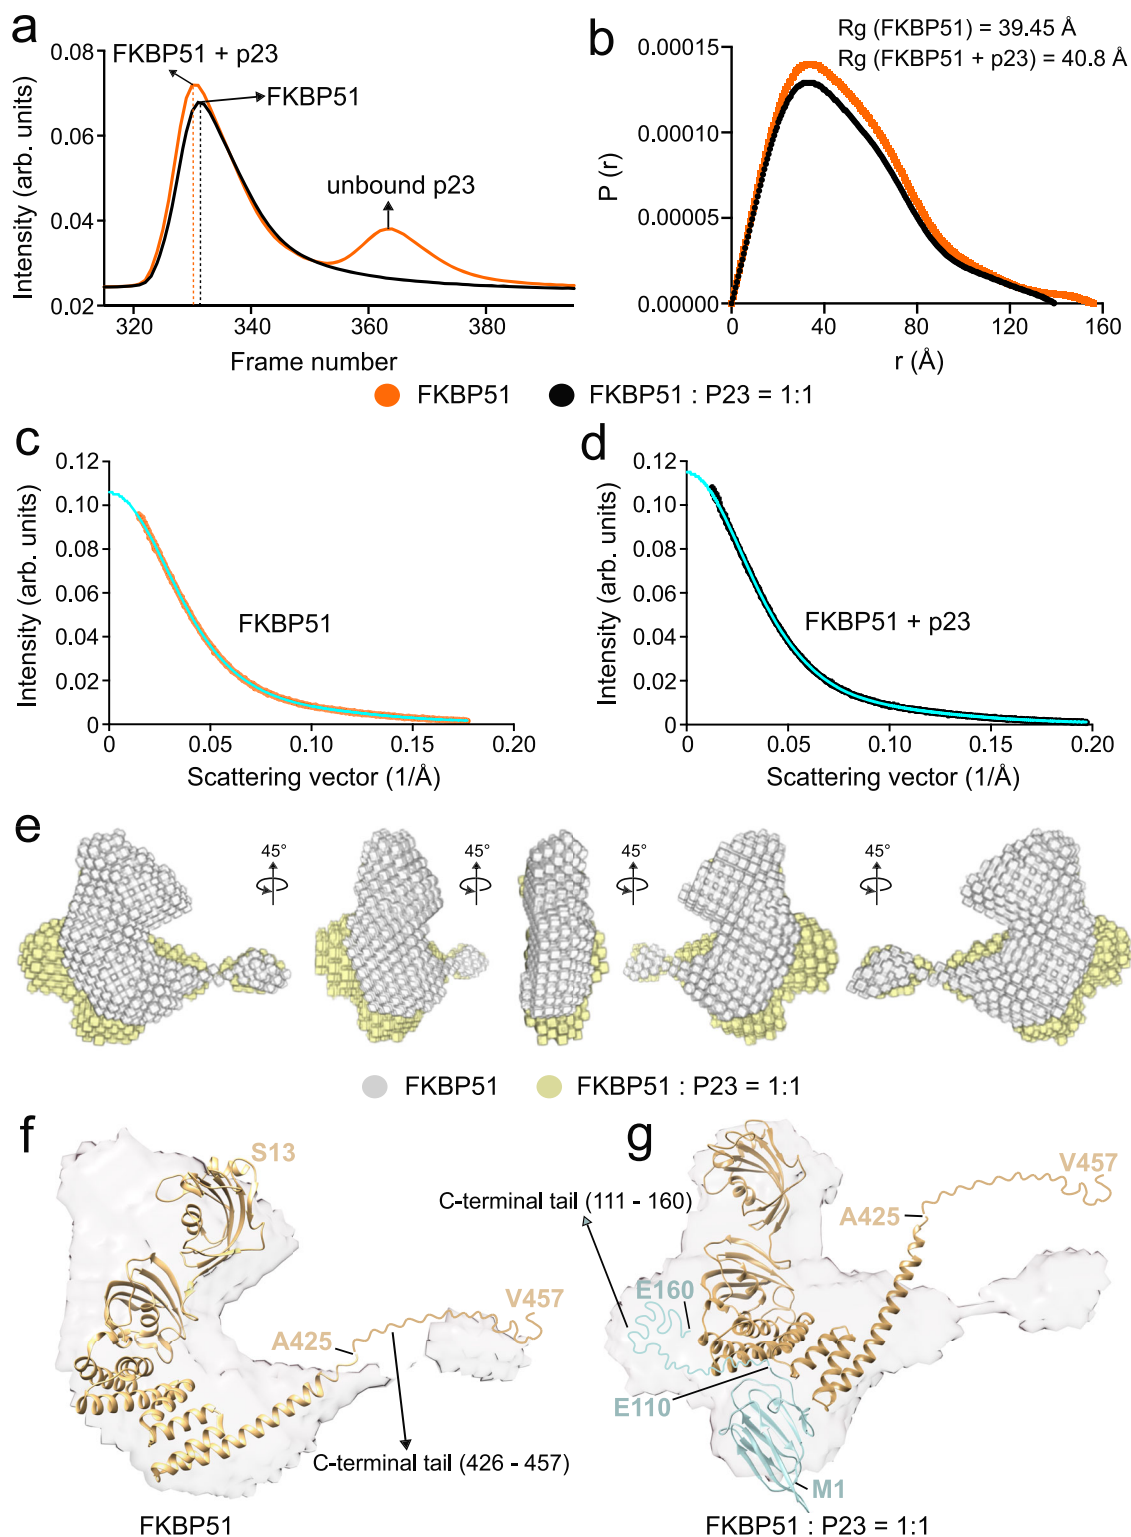 a
FKBP51 + p23
FKBP51
unbound p23
Intensity (arb. units)
0.08
0.06
0.04
0.02
320
340
360
380
Frame number
b
Rg (FKBP51) = 39.45 Å
Rg (FKBP51 + p23) = 40.8 Å
P (r)
0.00015
0.00010
0.00005
0.00000
0
40
80
120
160
r (Å)
FKBP51
FKBP51 : P23 = 1:1
c
Intensity (arb. units)
0.12
0.10
0.08
0.06
0.04
0.02
0
FKBP51
0
0.05
0.10
0.15
0.20
Scattering vector (1/Å)
d
Intensity (arb. units)
0.12
0.10
0.08
0.06
0.04
0.02
0
FKBP51 + p23
0
0.05
0.10
0.15
0.20
Scattering vector (1/Å)
e
45°
45°
45°
45°
FKBP51
FKBP51 : P23 = 1:1
f
S13
A425
V457
C-terminal tail (426 - 457)
FKBP51
g
C-terminal tail (111 - 160)
V457
A425
E160
E110
M1
FKBP51 : P23 = 1:1